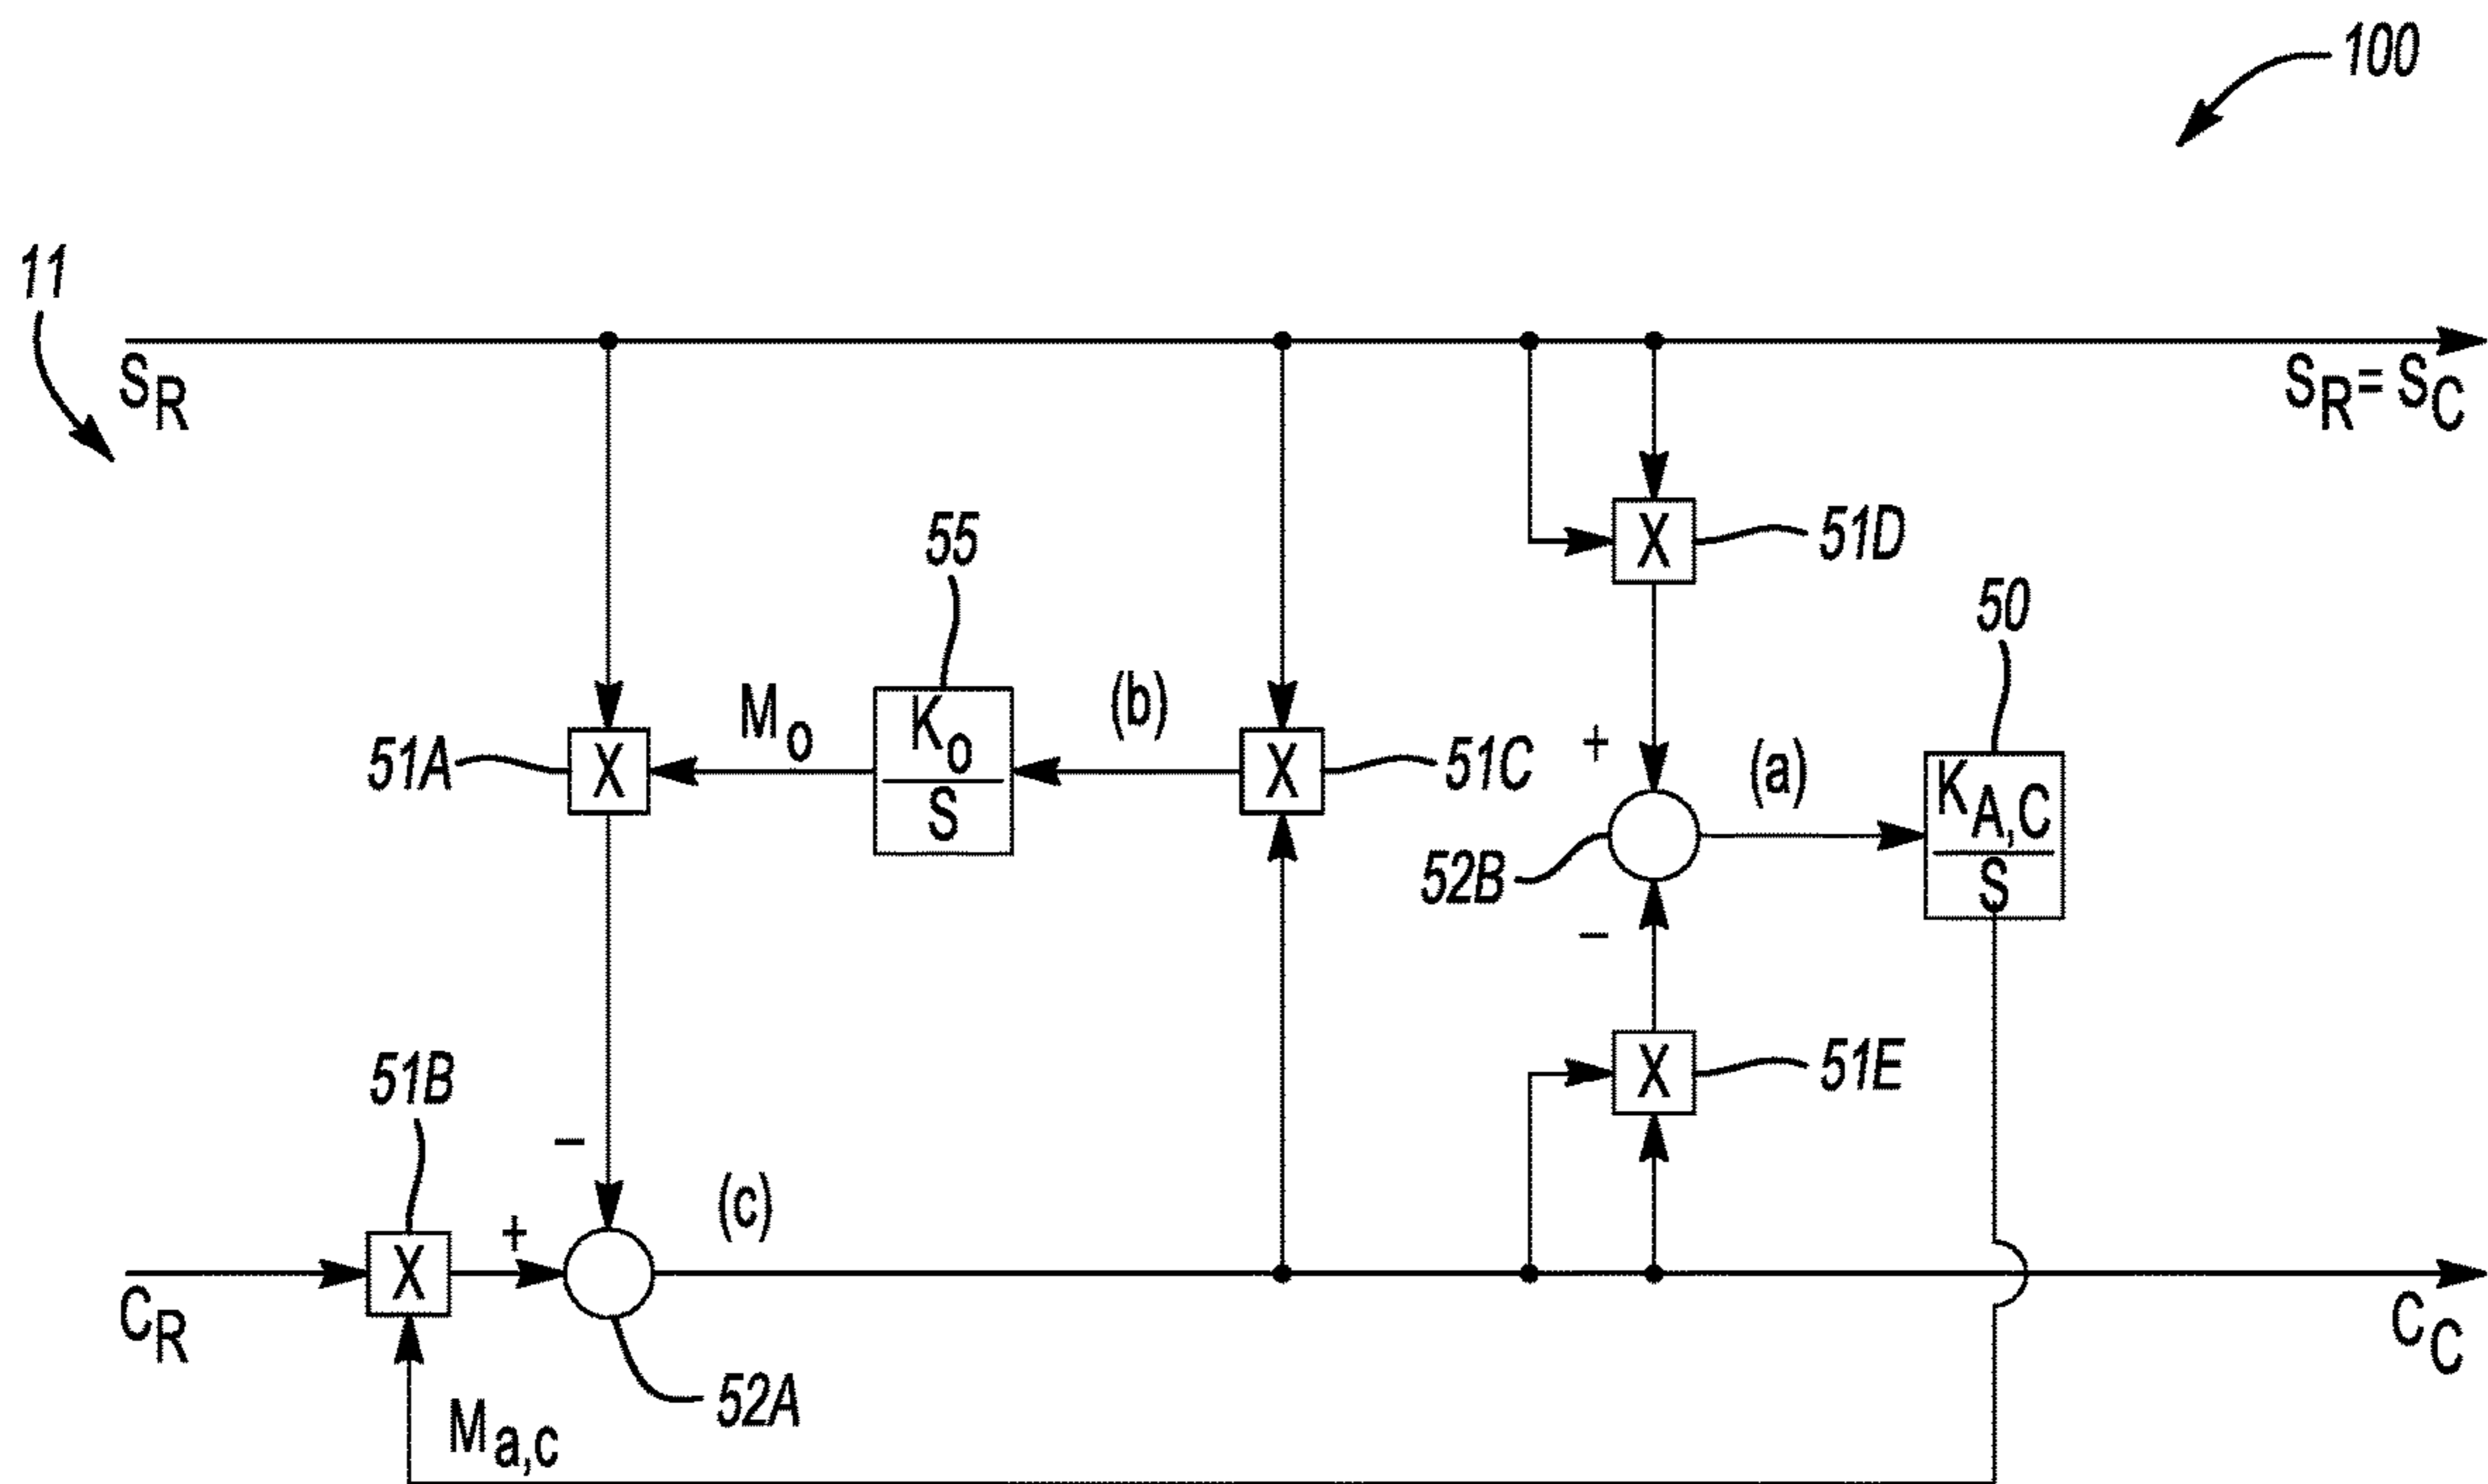 100
11
S_R
S_R = S_C
55
51D
50
K_o
S
M_o
(b)
51A
X
X
51C
X
+
(a)
K_A,C
S
52B
−
X
51E
51B
−
+
(c)
X
C_R
C_C
52A
M_a,c